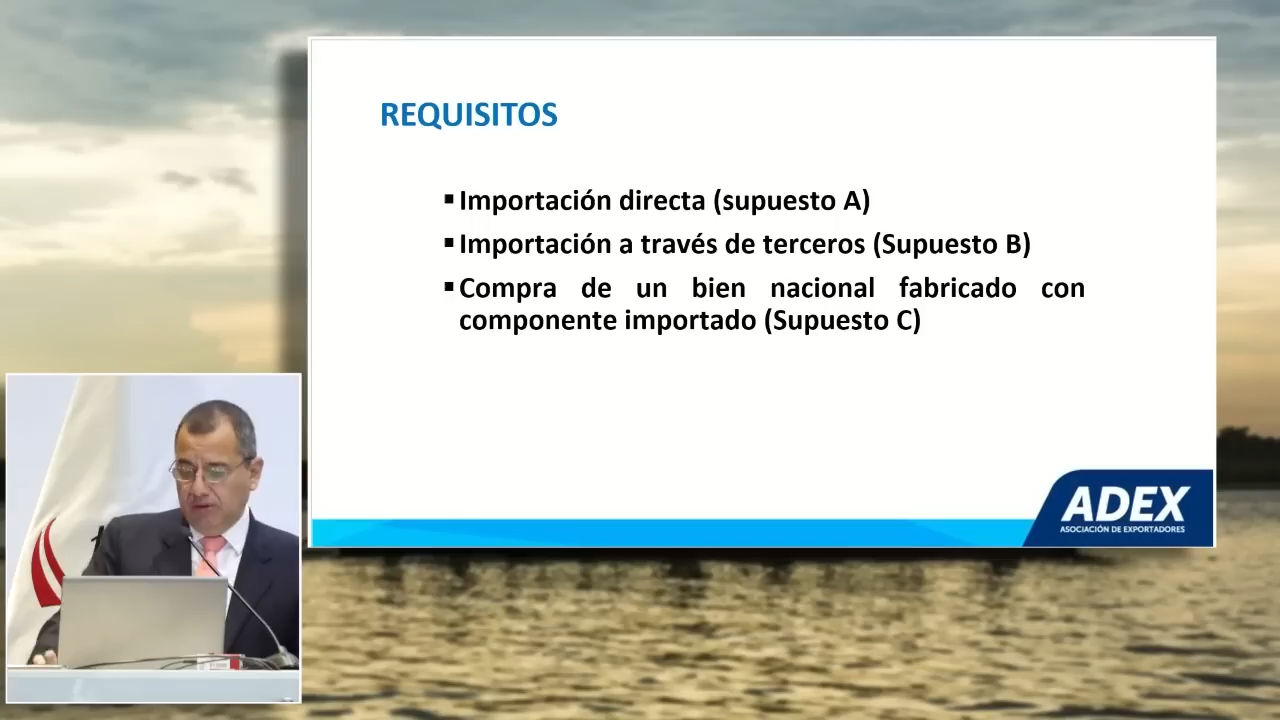 REQUISITOS
▪Importación directa (supuesto A)
▪Importación a través de terceros (Supuesto B)
▪Compra de un bien nacional fabricado con
componente importado (Supuesto C)
ADEX
ASOCIACIÓN DE EXPORTADORES